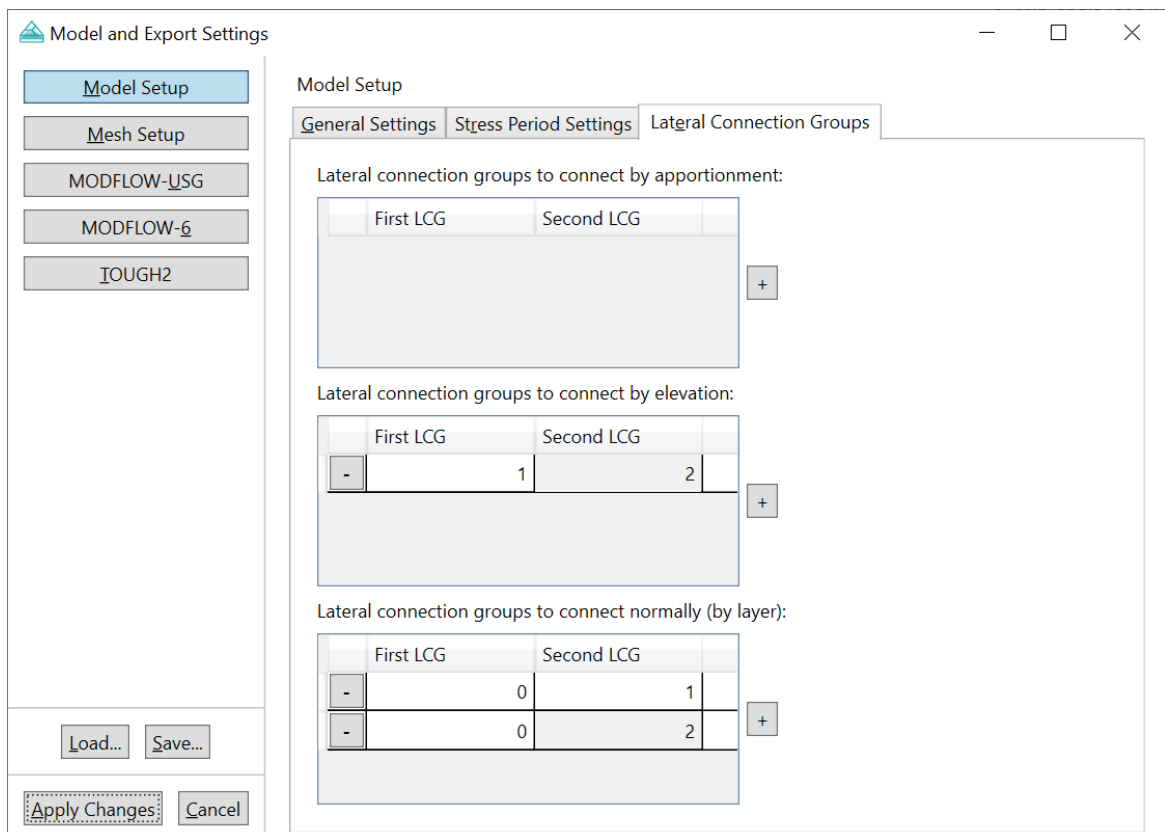 Model and Export Settings
Model Setup
Mesh Setup
MODFLOW-USG
MODFLOW-6
TOUGH2
Load...
Save...
Apply Changes
Cancel
Model Setup
General Settings
Stress Period Settings
Lateral Connection Groups
Lateral connection groups to connect by apportionment:
First LCG Second LCG
+
Lateral connection groups to connect by elevation:
First LCG Second LCG
- 1 2
+
Lateral connection groups to connect normally (by layer):
First LCG Second LCG
- 0 1
- 0 2
+